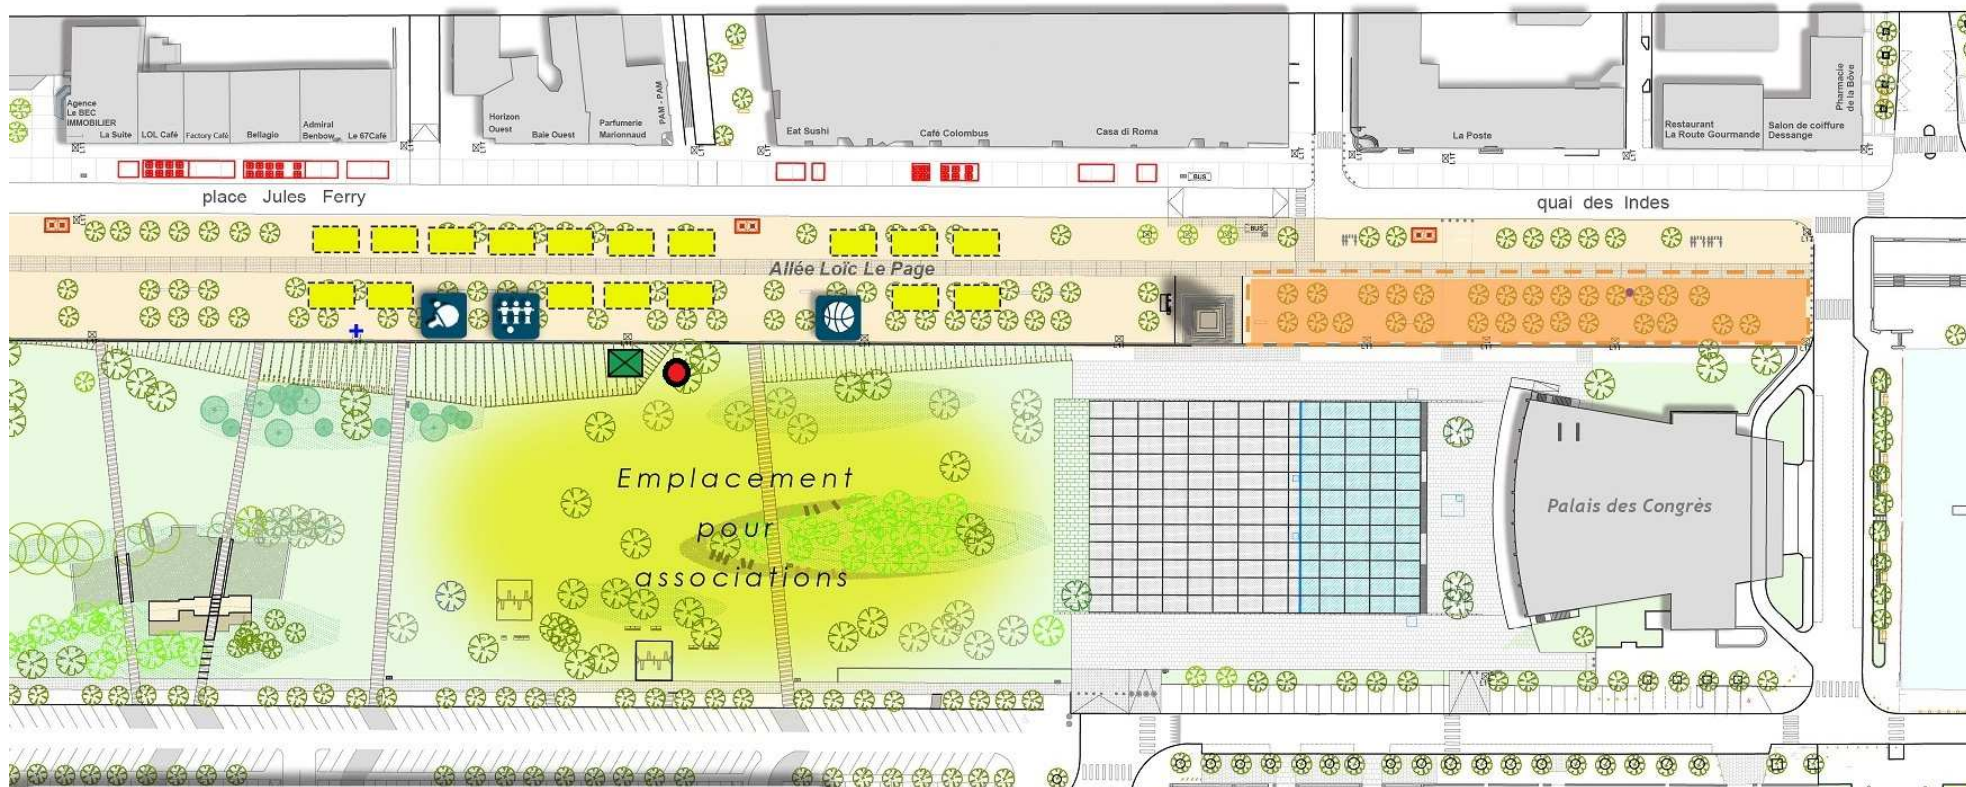 Agence
Le BEC
IMMOBILIER
La Suite
LOL Café
Factory Café
Bellagio
Admiral
Benbow
Le 67Café
Horizon
Ouest
Baie Ouest
Parfumerie
Marionnaud
PAM - PAM
Eat Sushi
Café Colombus
Casa di Roma
La Poste
Restaurant
La Route Gourmande
Salon de coiffure
Dessange
Pharmacie
de la Bôve
BUS
place Jules Ferry
quai des Indes
BUS
Allée Loïc Le Page
Emplacement
pour
associations
Palais des Congrès